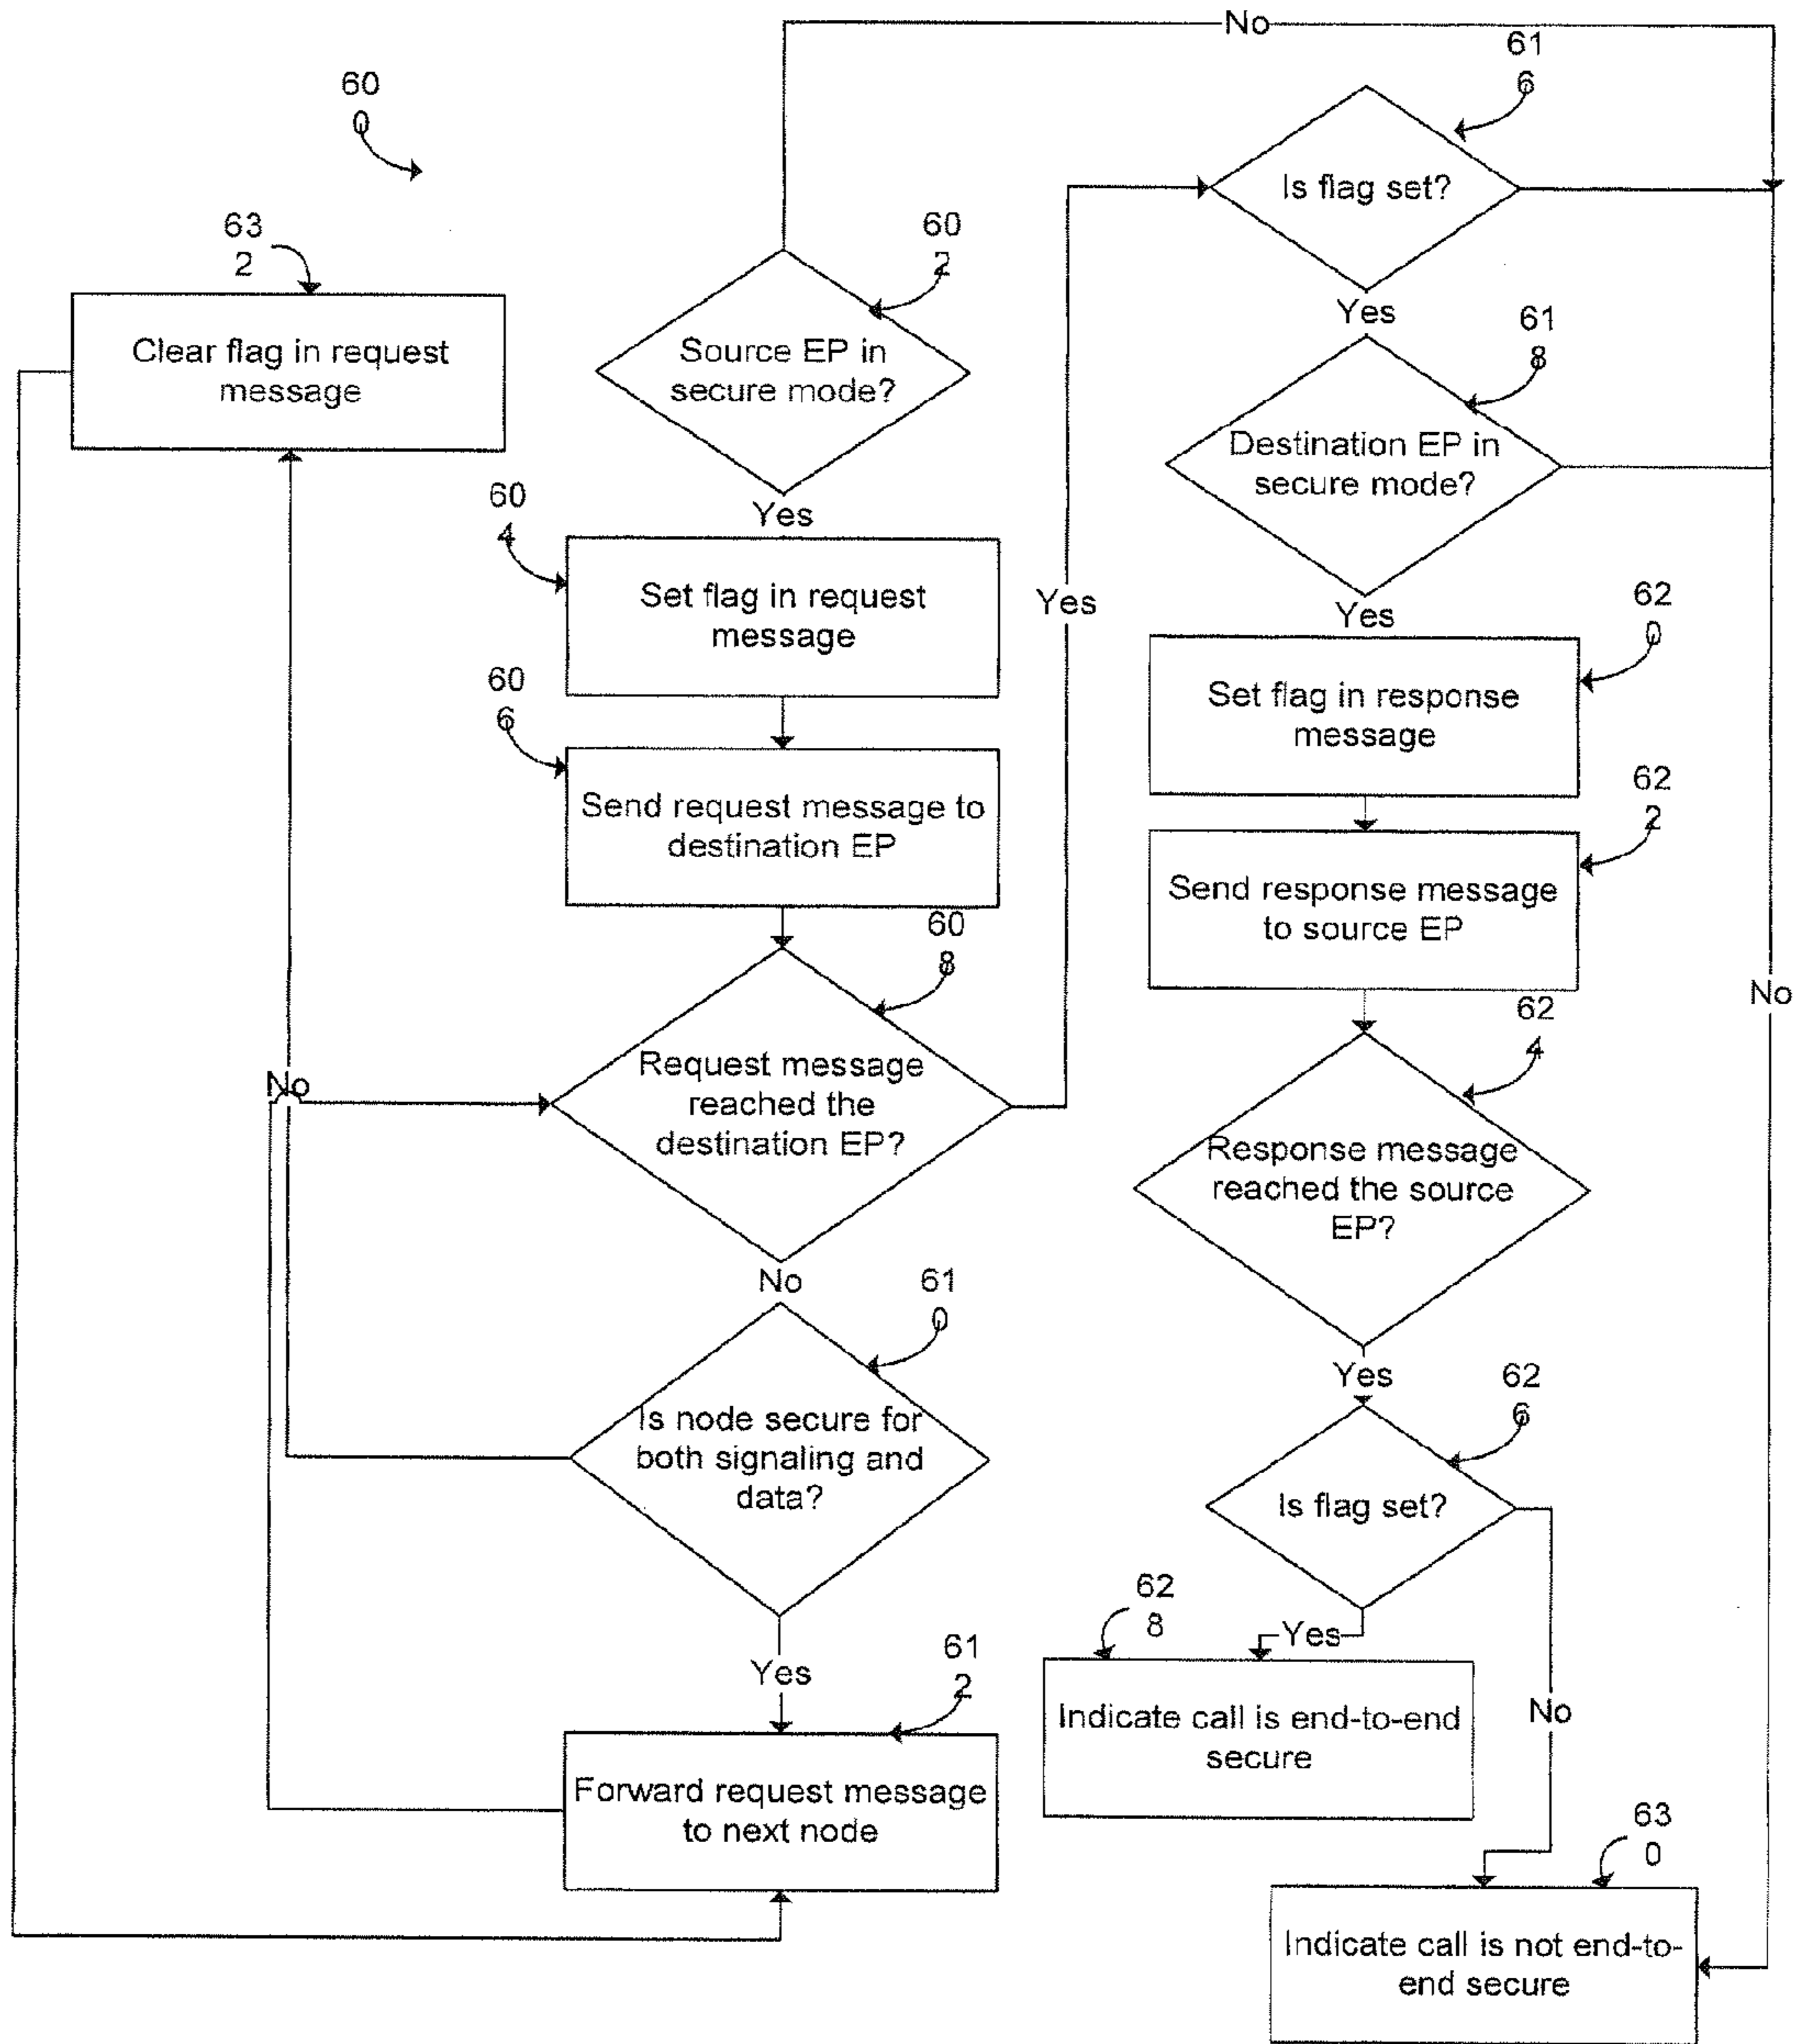 No
61
6
60
0
Is flag set?
63
2
60
2
Yes
61
8
Clear flag in request
message
Source EP in
secure mode?
Destination EP in
secure mode?
60
4
Yes
Set flag in request
message
Yes
Yes
62
0
60
6
Set flag in response
message
Send request message to
destination EP
62
2
Send response message
to source EP
60
8
No
62
4
Request message
reached the
destination EP?
No
Response message
reached the source
EP?
No
61
0
Yes
62
6
Is node secure for
both signaling and
data?
Is flag set?
62
8
Yes
Yes
61
2
No
Indicate call is end-to-end
secure
Forward request message
to next node
63
0
Indicate call is not end-to-
end secure